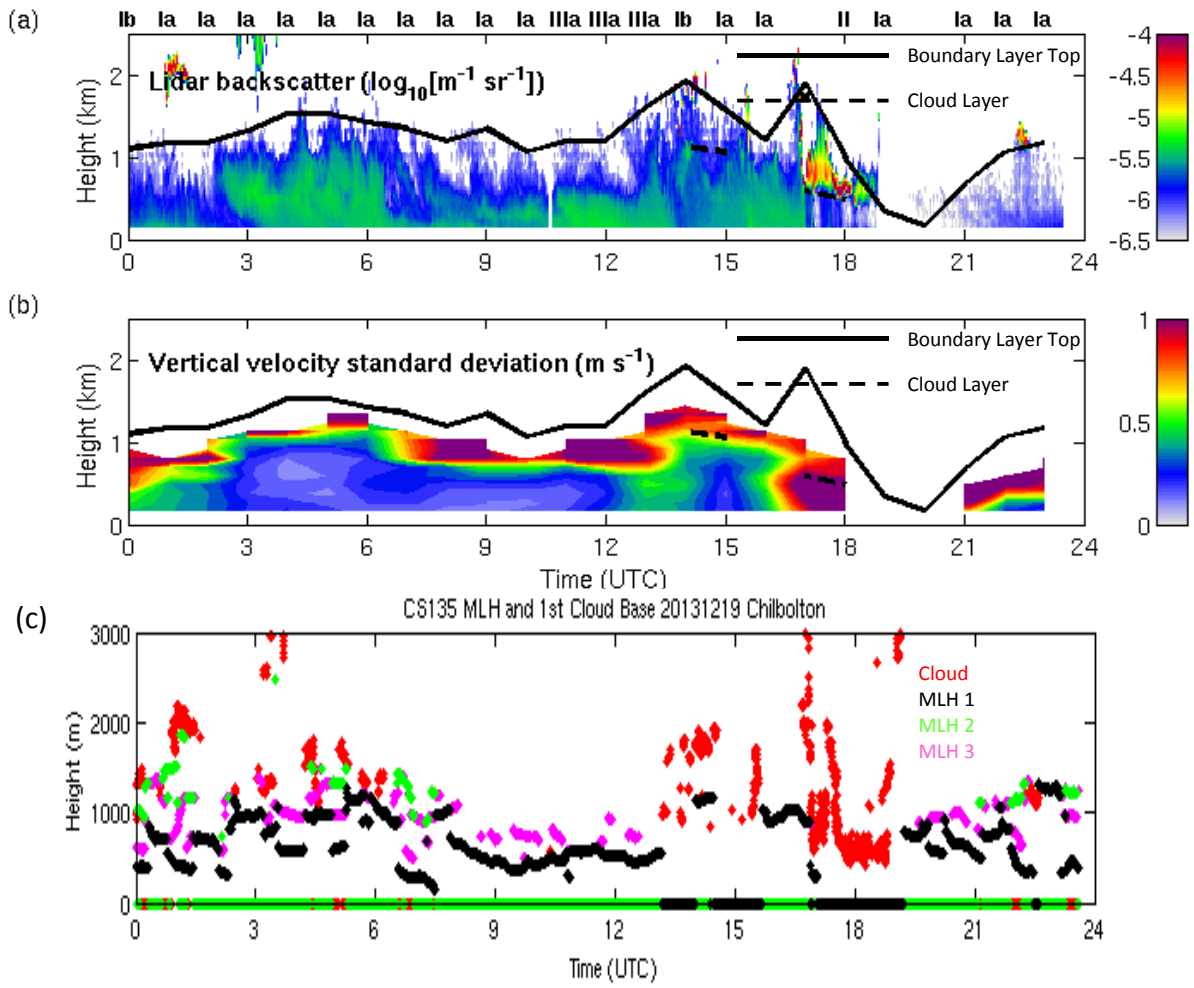 (a)
Ib Ia Ia Ia Ia Ia Ia Ia Ia IIIa IIIa IIIa Ib Ia Ia II Ia Ia Ia Ia
Lidar backscatter (log10[m-1 sr-1])
Boundary Layer Top
Cloud Layer
Height (km)
2
1
0
0 3 6 9 12 15 18 21 24
-4
-4.5
-5
-5.5
-6
-6.5
(b)
Vertical velocity standard deviation (m s-1)
Boundary Layer Top
Cloud Layer
Height (km)
2
1
0
0 3 6 9 12 15 18 21 24
Time (UTC)
1
0.5
0
(c)
CS135 MLH and 1st Cloud Base 20131219 Chilbolton
Height (m)
3000
2000
1000
0
Cloud
MLH 1
MLH 2
MLH 3
0 3 6 9 12 15 18 21 24
Time (UTC)